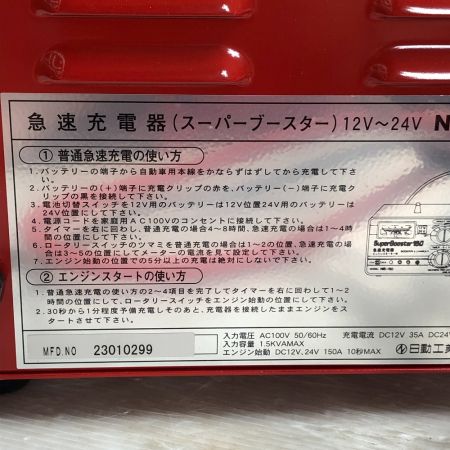 急速充電器(スーパーブースター)12V〜24V N
① 普通急速充電の使い方
1.バッテリーの端子から自動車用本線をかならずはずしてから充電して下さい。
2.バッテリーの(+)端子に充電クリップの赤を、バッテリー(-)端子に充電クリップの黒を接続して下さい。
3.電池切替スイッチを12V用のバッテリーは12V位置24V用のバッテリーは
24V位置にして下さい。
4.電源コードを家庭用AC100Vのコンセントに接続して下さい。
5.タイマーを右に回わし、普通充電の場合4〜8時間、急速充電の場合は1〜4時
間の位置にして下さい。
6.ロータリースイッチのツマミを普通充電の場合は1〜2の位置、急速充電の場
合は3〜5の位置にしてメーターの電流を見て設定して下さい。
7.エンジン始動の位置で5分以上の充電は絶対にしないで下さい。
② エンジンスタートの使い方
1.普通急速充電の使い方の2〜4項目を完了してタイマーを右に回わして1〜2
時間の位置にして、ロータリースイッチをエンジン始動の位置にして下さい。
2.30秒から1分程度予備充電しそのあと、充電器を接続したままエンジンをス
タートさせて下さい。
SuperBooster150
急速充電器
MFD.NO 23010299
入力電圧 AC100V 50/60Hz 充電電流 DC12V 35A DC24
入力容量 1.5KVAMAX
エンジン始動 DC12V.24V 150A 10秒MAX
日動工業